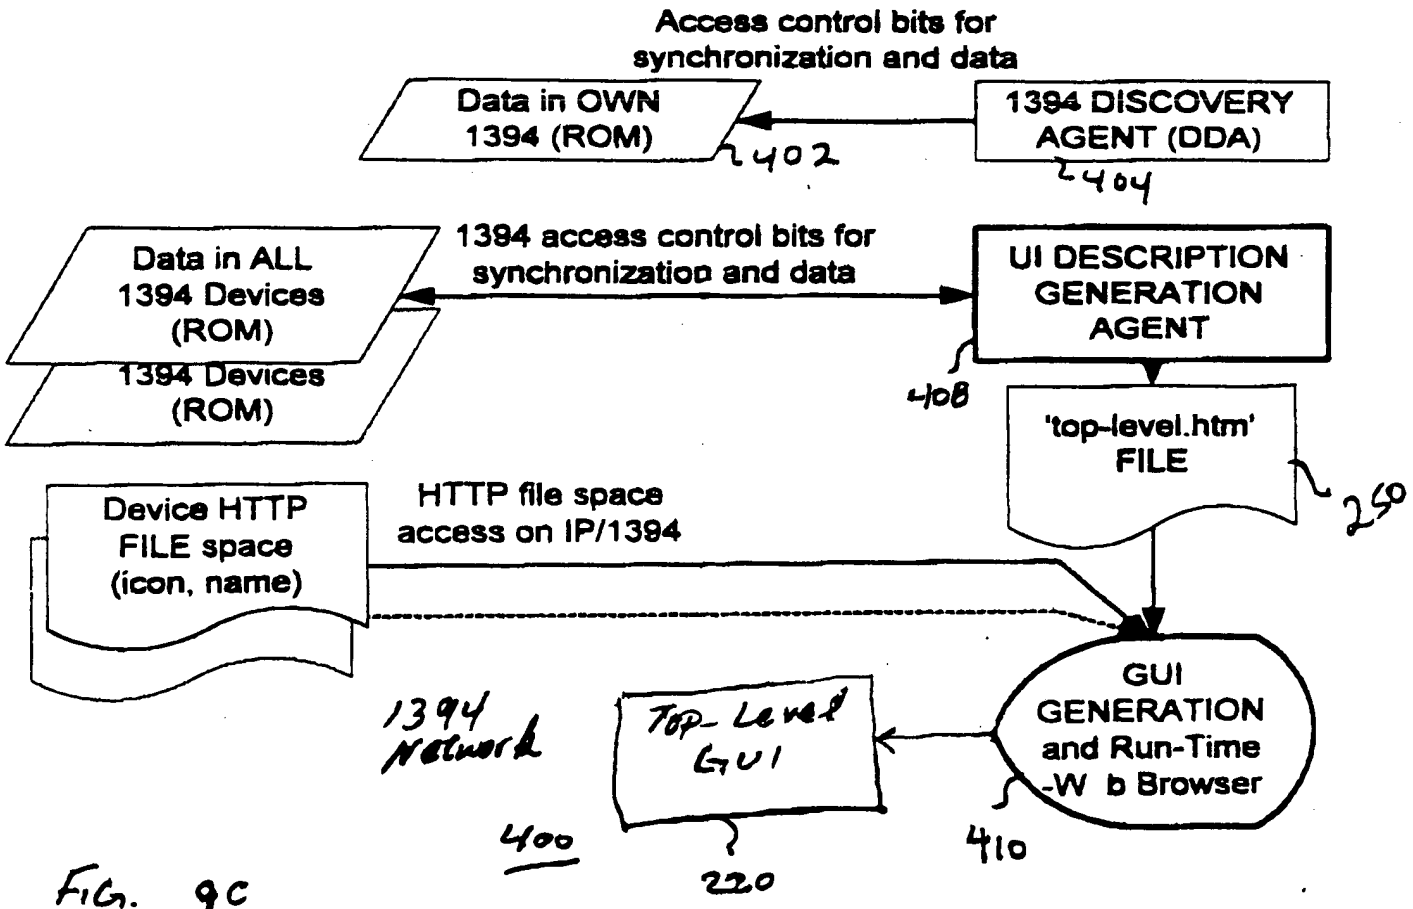 Access control bits for
synchronization and data
Data in OWN
1394 (ROM)
402
1394 DISCOVERY
AGENT (DDA)
404
Data in ALL
1394 Devices
(ROM)
1394 Devices
(ROM)
1394 access control bits for
synchronization and data
UI DESCRIPTION
GENERATION
AGENT
408
'top-level.htm'
FILE
250
Device HTTP
FILE space
(icon, name)
HTTP file space
access on IP/1394
GUI
GENERATION
and Run-Time
-W b Browser
410
1394
Network
Top-Level
GUI
400
220
FIG. 9C